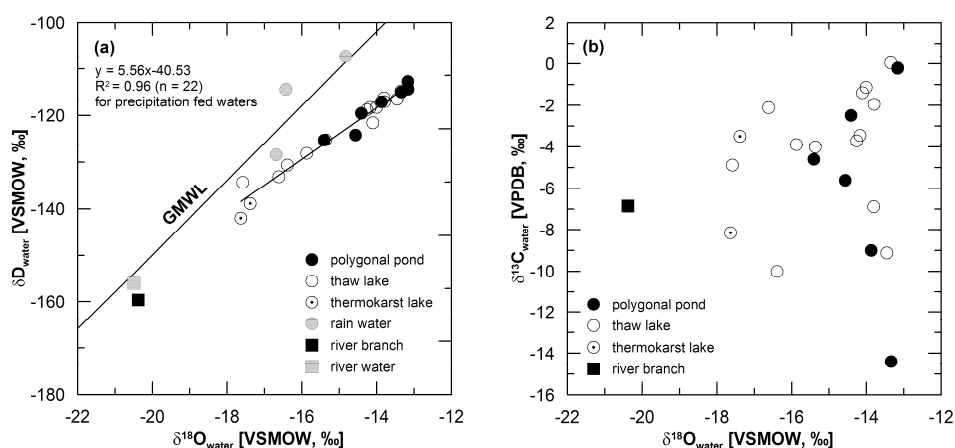 (a)
y = 5.56x-40.53
R² = 0.96 (n = 22)
for precipitation fed waters
GMWL
polygonal pond
thaw lake
thermokarst lake
rain water
river branch
river water
-100
-120
-140
-160
-180
-22 -20 -18 -16 -14 -12
δDwater [VSMOW, ‰]
δ¹⁸Owater [VSMOW, ‰]
(b)
2
0
-2
-4
-6
-8
-10
-12
-14
-16
polygonal pond
thaw lake
thermokarst lake
river branch
-22 -20 -18 -16 -14 -12
δ¹³Cwater [VPDB, ‰]
δ¹⁸Owater [VSMOW, ‰]